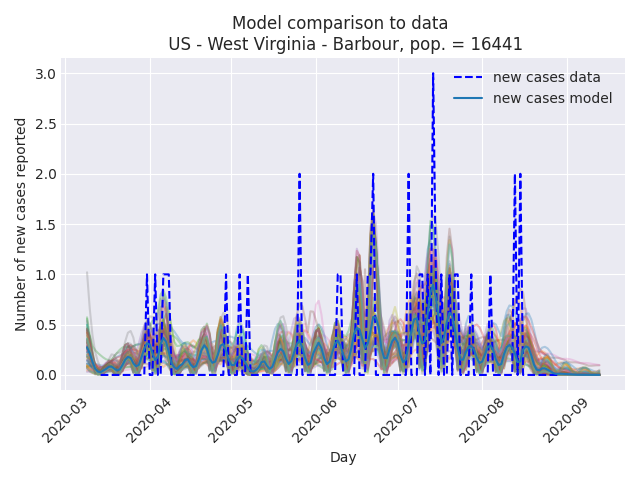 Model comparison to data
US - West Virginia - Barbour, pop. = 16441
new cases data
new cases model
Number of new cases reported
3.0
2.5
2.0
1.5
1.0
0.5
0.0
2020-03
2020-04
2020-05
2020-06
2020-07
2020-08
2020-09
Day